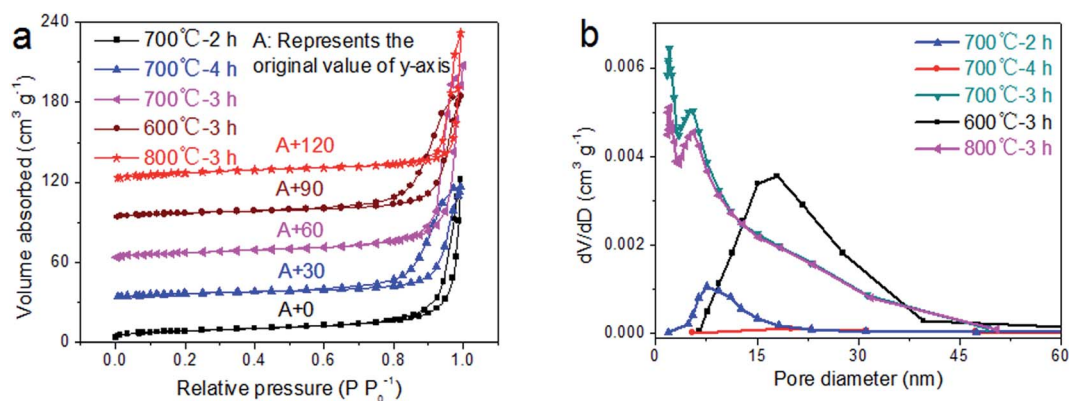 a
240
180
120
60
0
Volume absorbed (cm³ g⁻¹)
700℃-2 h
700℃-4 h
700℃-3 h
600℃-3 h
800℃-3 h
A: Represents the
original value of y-axis
A+120
A+90
A+60
A+30
A+0
0.0 0.2 0.4 0.6 0.8 1.0
Relative pressure (P P₀⁻¹)
b
0.006
0.004
0.002
0.000
dV/dD (cm³ g⁻¹)
700℃-2 h
700℃-4 h
700℃-3 h
600℃-3 h
800℃-3 h
0 15 30 45 60
Pore diameter (nm)